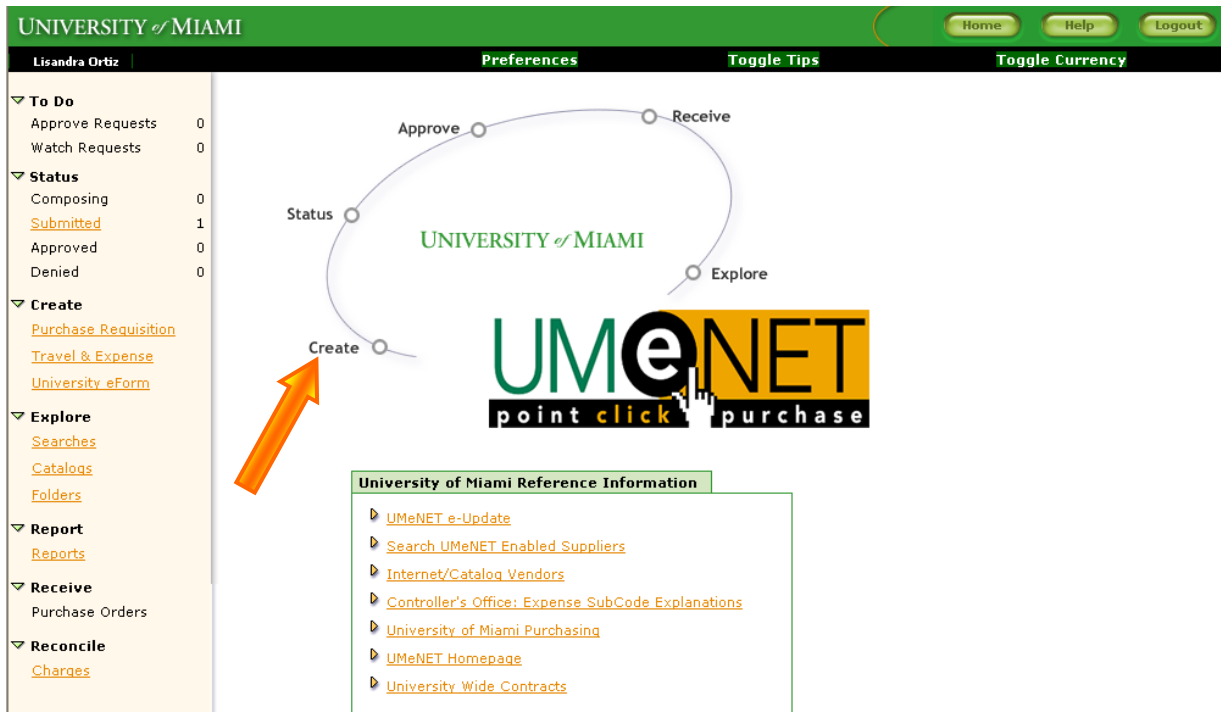 UNIVERSITY of MIAMI
Home Help Logout
Lisandra Ortiz Preferences Toggle Tips Toggle Currency
To Do
Approve Requests 0
Watch Requests 0
Status
Composing 0
Submitted 1
Approved 0
Denied 0
Create
Purchase Requisition
Travel & Expense
University eForm
Explore
Searches
Catalogs
Folders
Report
Reports
Receive
Purchase Orders
Reconcile
Charges
Approve
Receive
Status
UNIVERSITY of MIAMI
Explore
Create
UMeNET
point click purchase
University of Miami Reference Information
UMeNET e-Update
Search UMeNET Enabled Suppliers
Internet/Catalog Vendors
Controller's Office: Expense SubCode Explanations
University of Miami Purchasing
UMeNET Homepage
University Wide Contracts